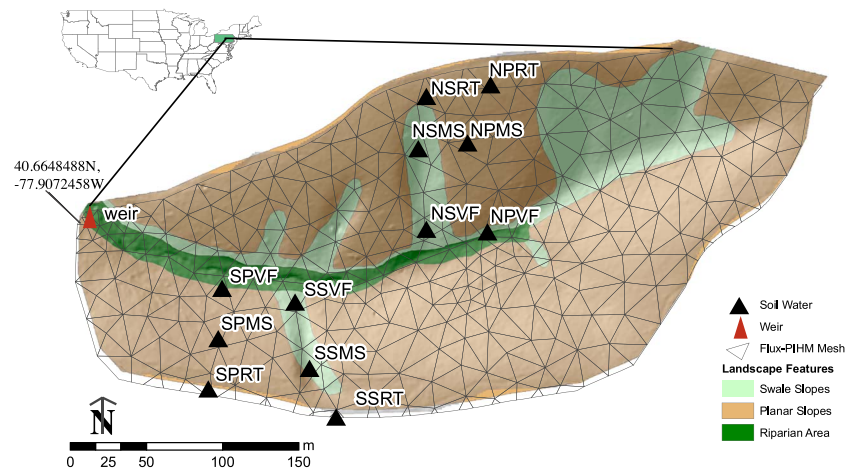 NPRT
NSRT
NSMS
NPMS
40.6648488N,
-77.9072458W
weir
NSVF
NPVF
SPVF
SSVF
SPMS
SSMS
SPRT
SSRT
Soil Water
Weir
Flux-PIHM Mesh
Landscape Features
Swale Slopes
Planar Slopes
Riparian Area
N
m
0 25 50 100 150